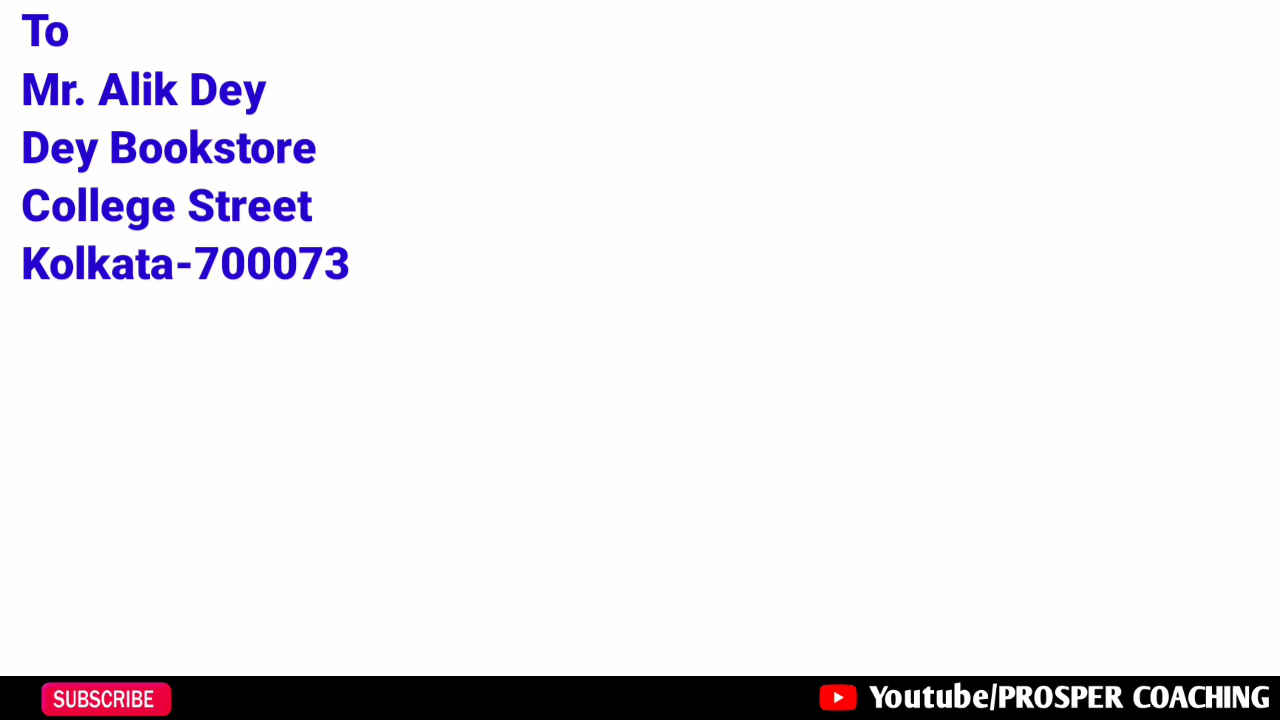 To
Mr. Alik Dey
Dey Bookstore
College Street
Kolkata-700073
SUBSCRIBE
Youtube/PROSPER COACHING